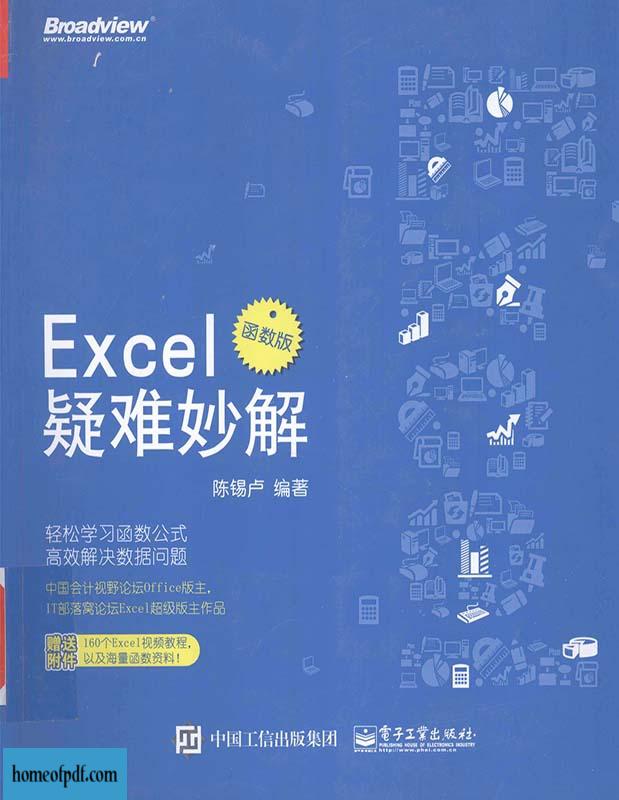 Broadview®
www.broadview.com.cn
函数版
Excel
疑难妙解
陈锡卢 编著
轻松学习函数公式
高效解决数据问题
中国会计视野论坛Office版主,
IT部落窝论坛Excel超级版主作品
赠送
附件
160个Excel视频教程,
以及海量函数资料!
中国工信出版集团
电子工业出版社
PUBLISHING HOUSE OF ELECTRONICS INDUSTRY
http://www.phei.com.cn
homeofpdf.com